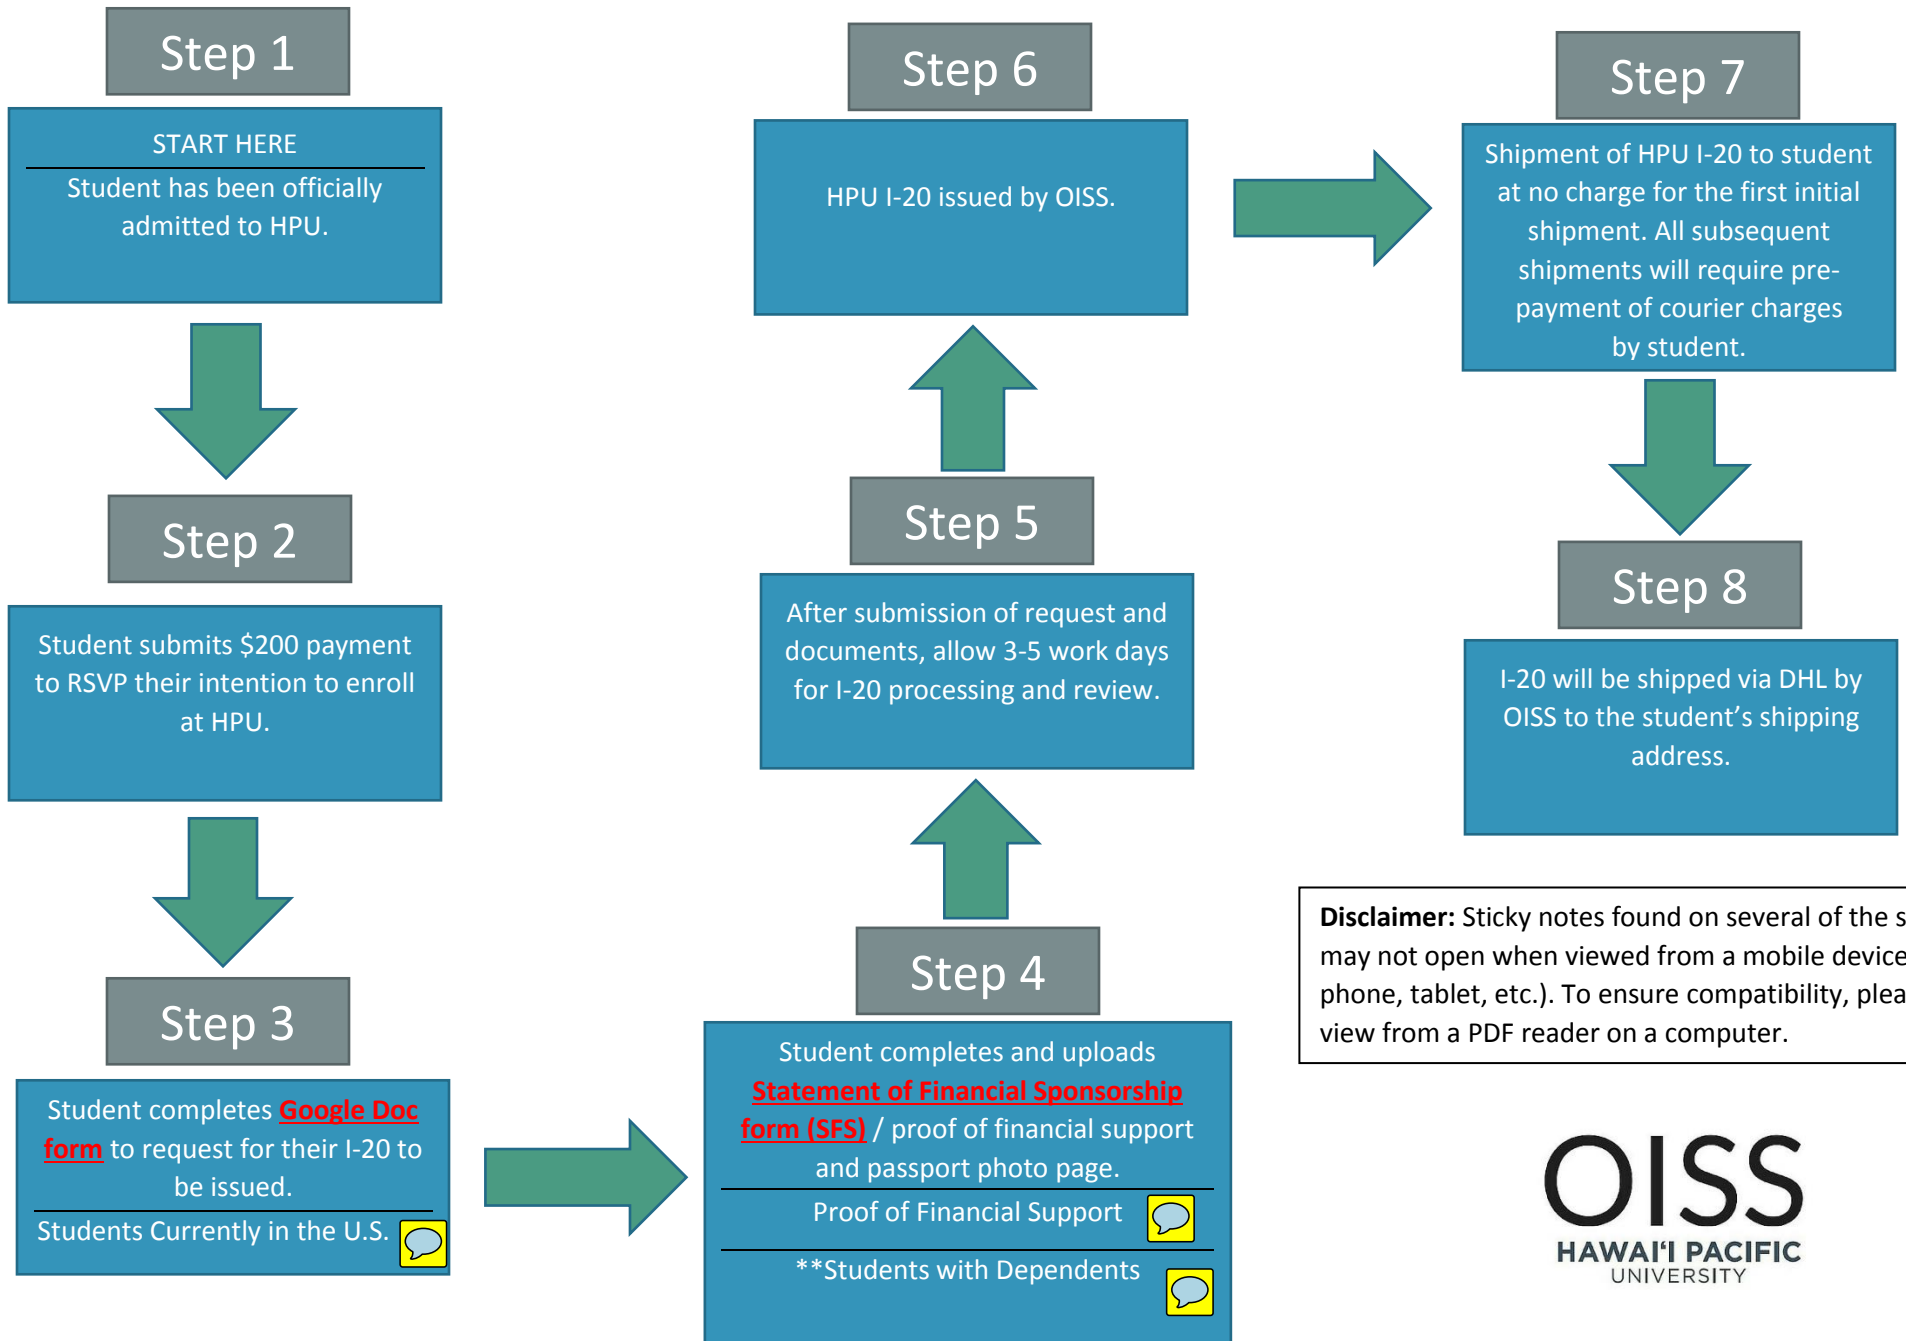 Step 1
START HERE
Student has been officially
admitted to HPU.
Step 2
Student submits $200 payment
to RSVP their intention to enroll
at HPU.
Step 3
Student completes Google Doc
form to request for their I-20 to
be issued.
Students Currently in the U.S.
Step 4
Student completes and uploads
Statement of Financial Sponsorship
form (SFS) / proof of financial support
and passport photo page.
Proof of Financial Support
**Students with Dependents
Step 5
After submission of request and
documents, allow 3-5 work days
for I-20 processing and review.
Step 6
HPU I-20 issued by OISS.
Step 7
Shipment of HPU I-20 to student
at no charge for the first initial
shipment. All subsequent
shipments will require pre-
payment of courier charges
by student.
Step 8
I-20 will be shipped via DHL by
OISS to the student’s shipping
address.
Disclaimer: Sticky notes found on several of the
may not open when viewed from a mobile device
phone, tablet, etc.). To ensure compatibility,
view from a PDF reader on a computer.
OISS
HAWAIʻI PACIFIC
UNIVERSITY